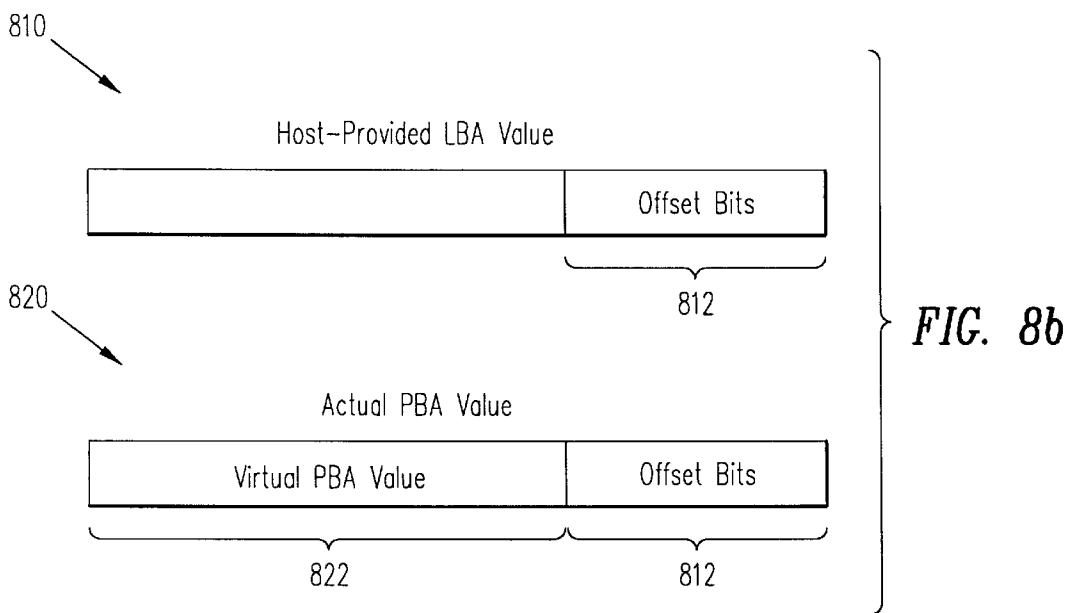 810
Host-Provided LBA Value
Offset Bits
812
820
Actual PBA Value
Virtual PBA Value Offset Bits
822 812
FIG. 8b